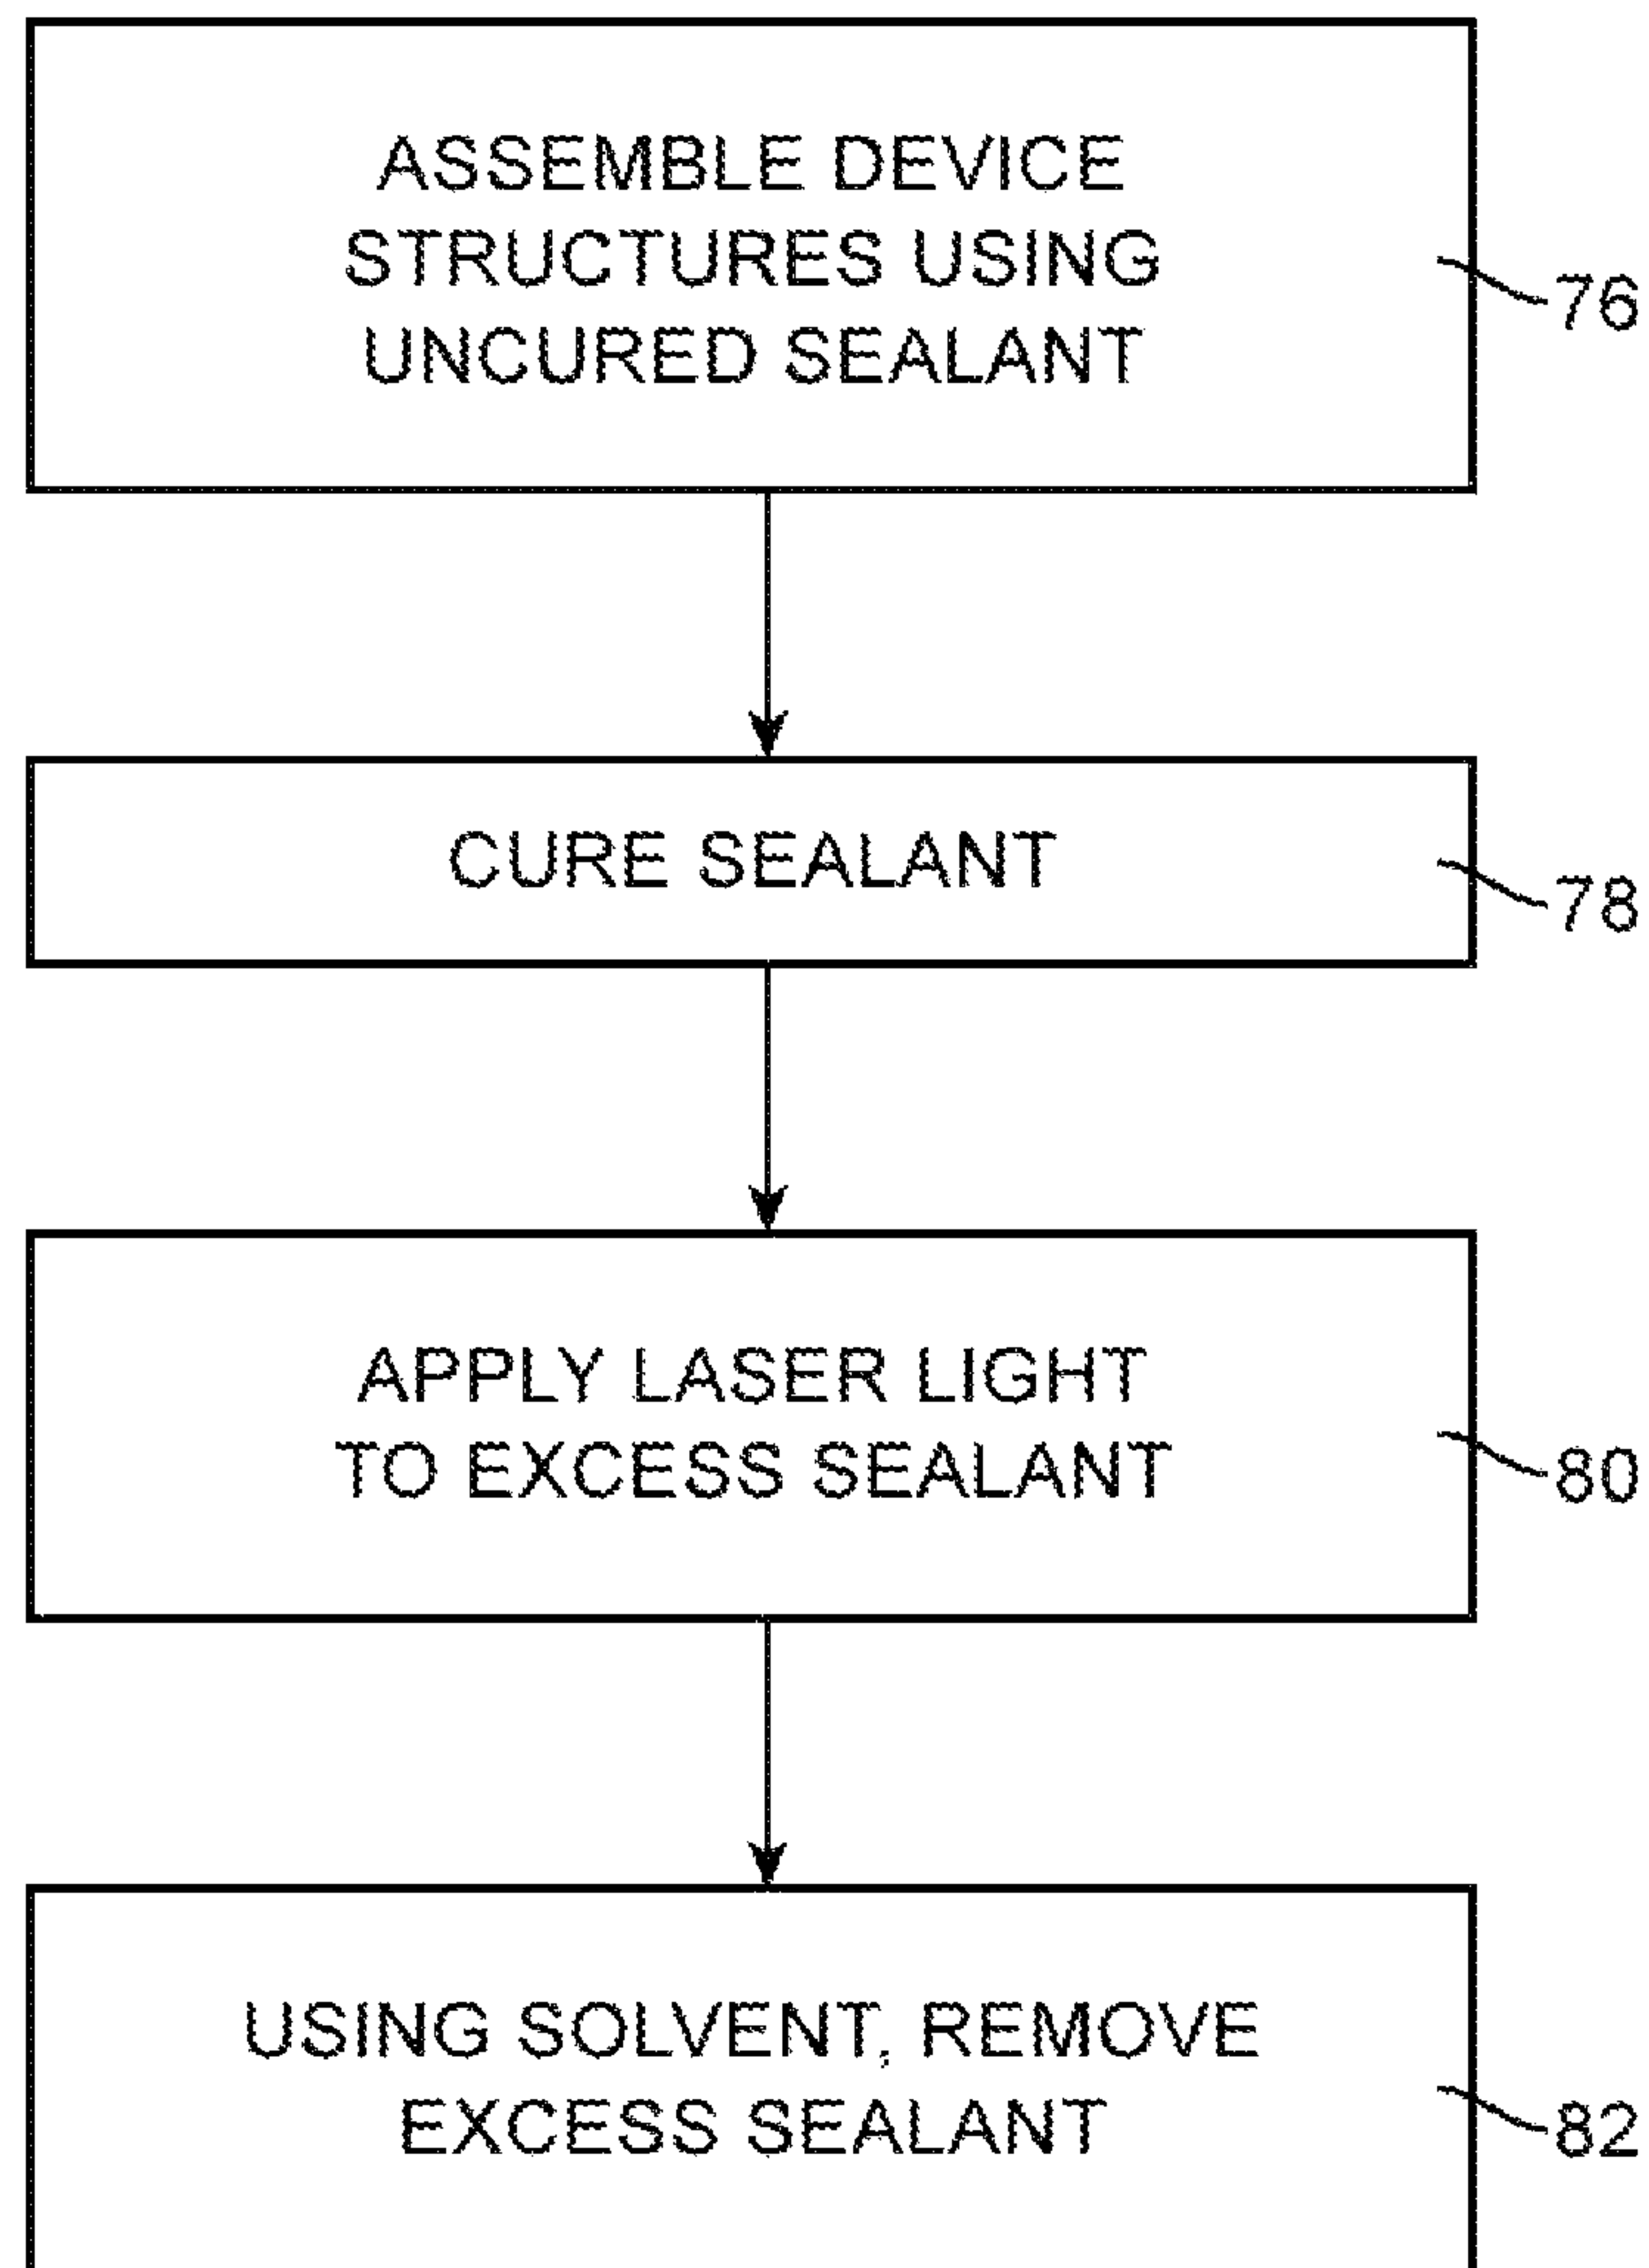 ASSEMBLE DEVICE
STRUCTURES USING
UNCURED SEALANT
76
CURE SEALANT
78
APPLY LASER LIGHT
TO EXCESS SEALANT
80
USING SOLVENT, REMOVE
EXCESS SEALANT
82